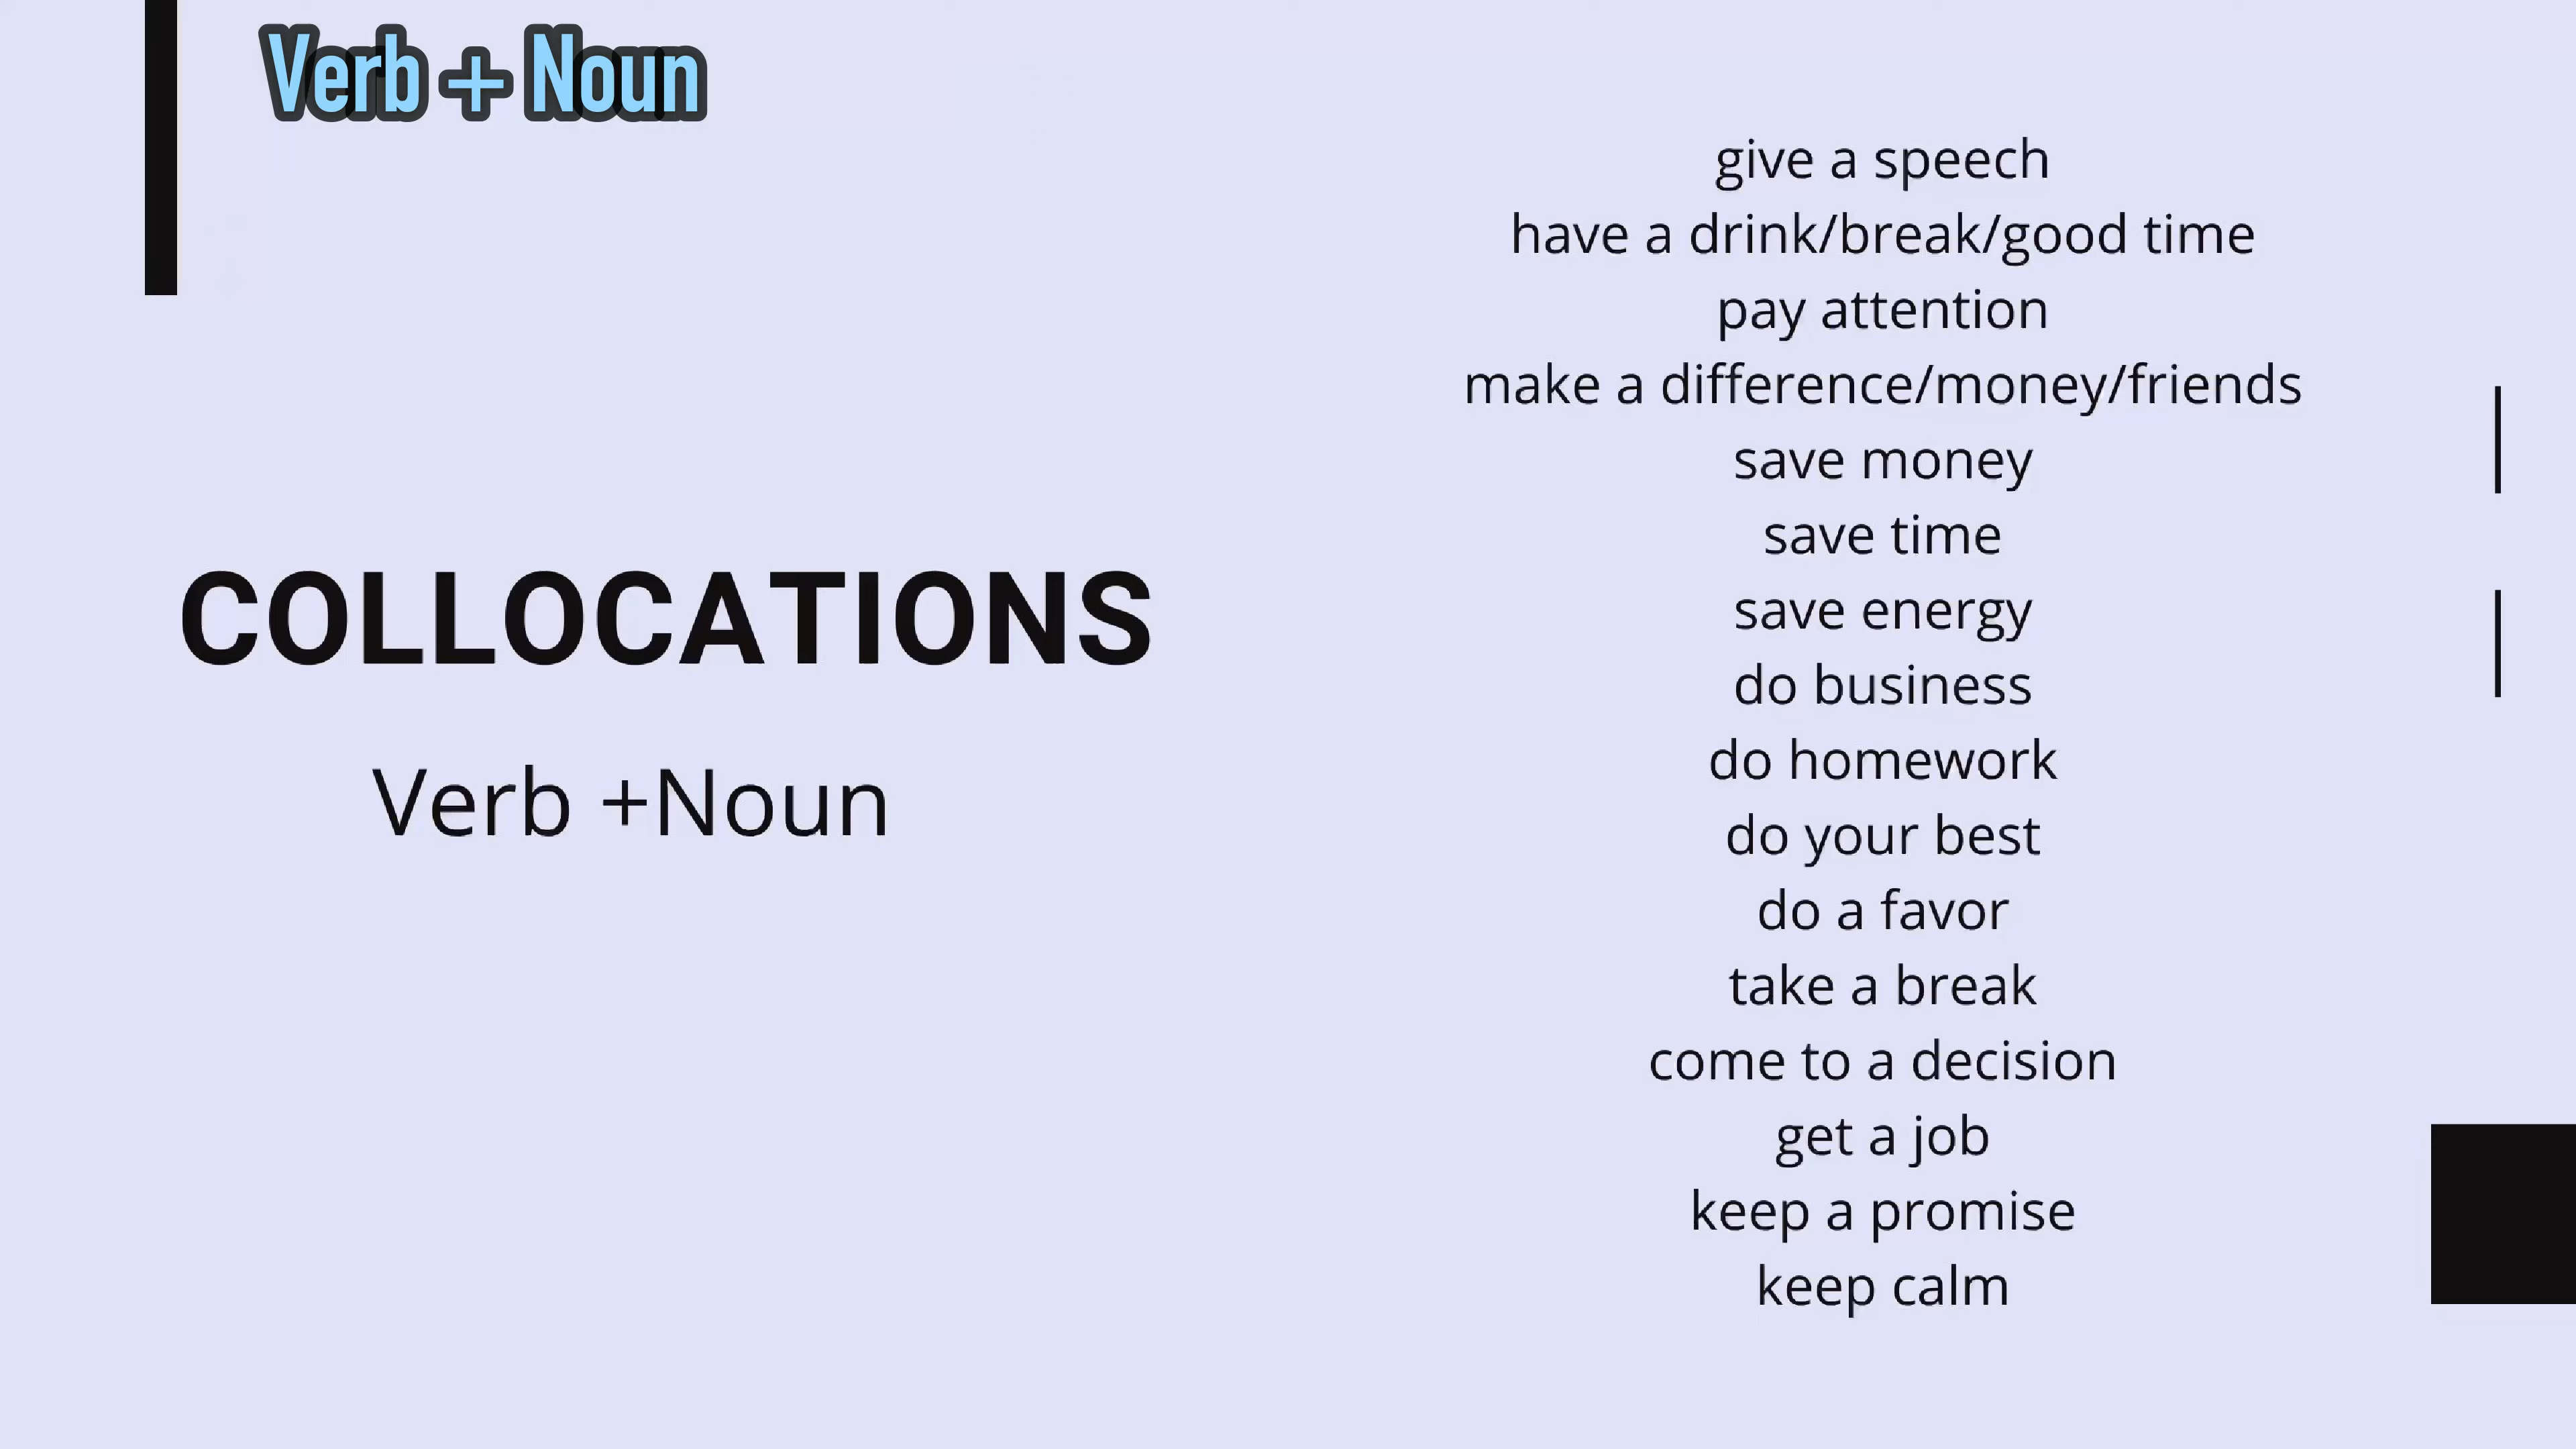 Verb + Noun
COLLOCATIONS
Verb +Noun
give a speech
have a drink/break/good time
pay attention
make a difference/money/friends
save money
save time
save energy
do business
do homework
do your best
do a favor
take a break
come to a decision
get a job
keep a promise
keep calm